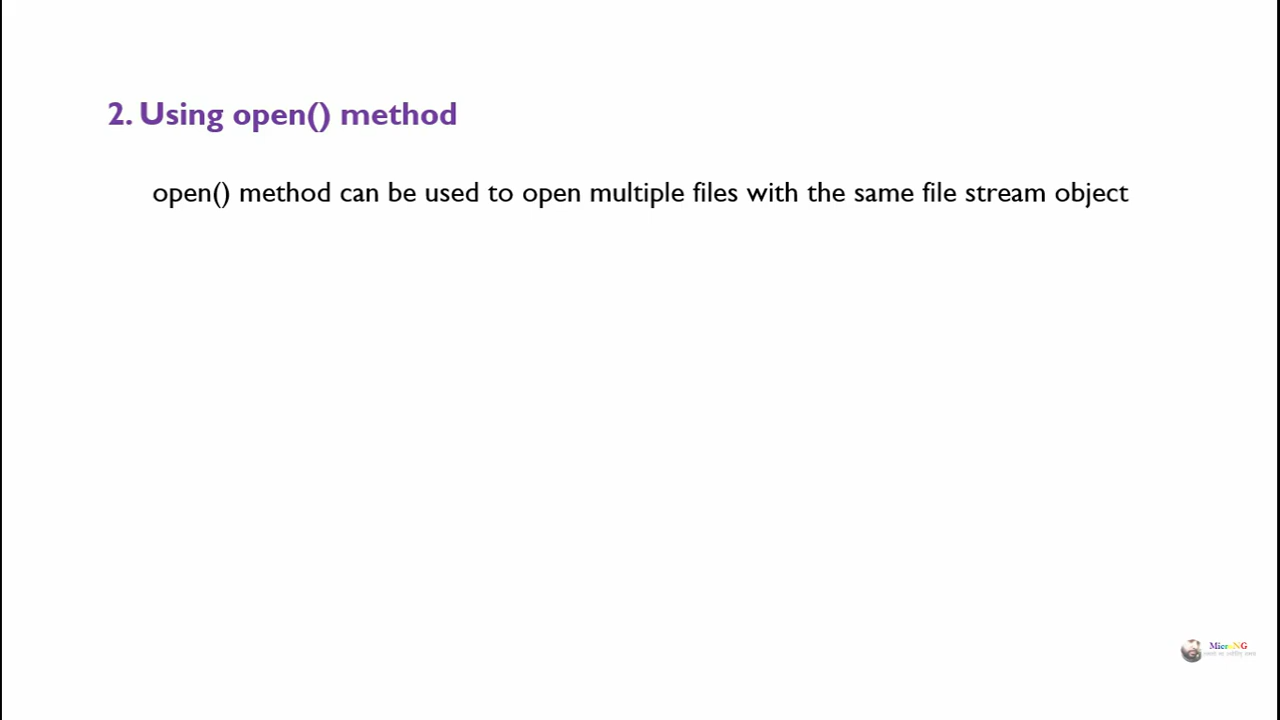 2. Using open() method
open() method can be used to open multiple files with the same file stream object
MicroNG